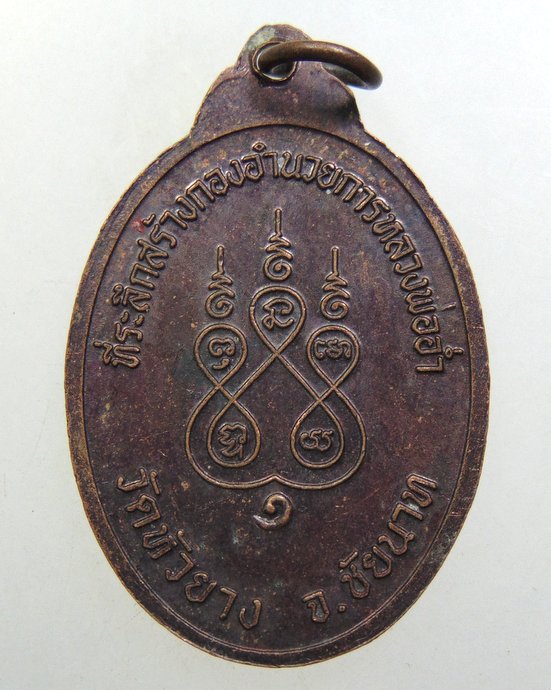 ที่ระลึกสร้างกองอำนวยการหลวงพ่ออ่ำ
๑
วัดหัวยาง จ.ชัยนาท